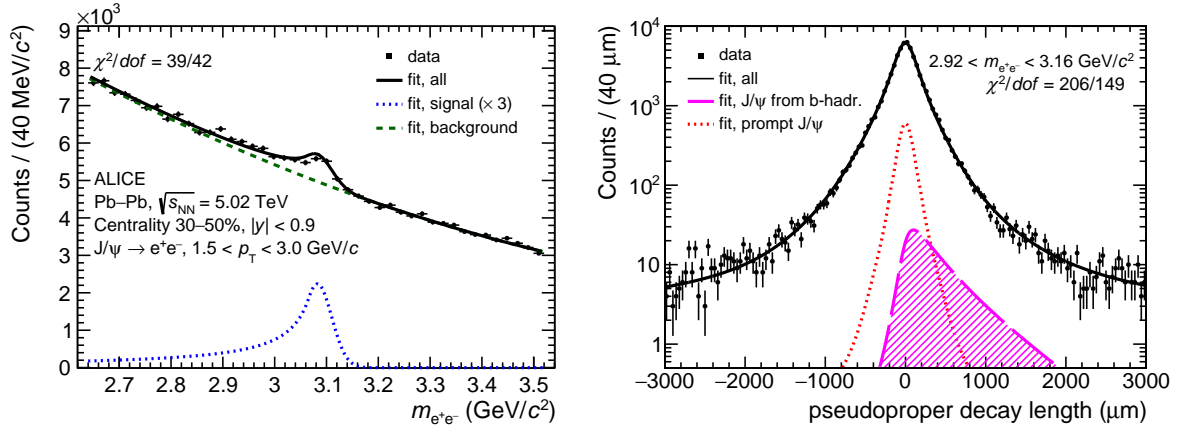 ×10³
Counts / (40 MeV/c²)
9
8
7
6
5
4
3
2
1
0
χ²/dof = 39/42
data
fit, all
fit, signal (× 3)
fit, background
ALICE
Pb–Pb, √s_NN = 5.02 TeV
Centrality 30–50%, |y| < 0.9
J/ψ → e⁺e⁻, 1.5 < p_T < 3.0 GeV/c
2.7 2.8 2.9 3 3.1 3.2 3.3 3.4 3.5
m_e⁺e⁻ (GeV/c²)
Counts / (40 μm)
10⁴
10³
10²
10
1
data
fit, all
fit, J/ψ from b-hadr.
fit, prompt J/ψ
2.92 < m_e⁺e⁻ < 3.16 GeV/c²
χ²/dof = 206/149
−3000 −2000 −1000 0 1000 2000 3000
pseudoproper decay length (μm)